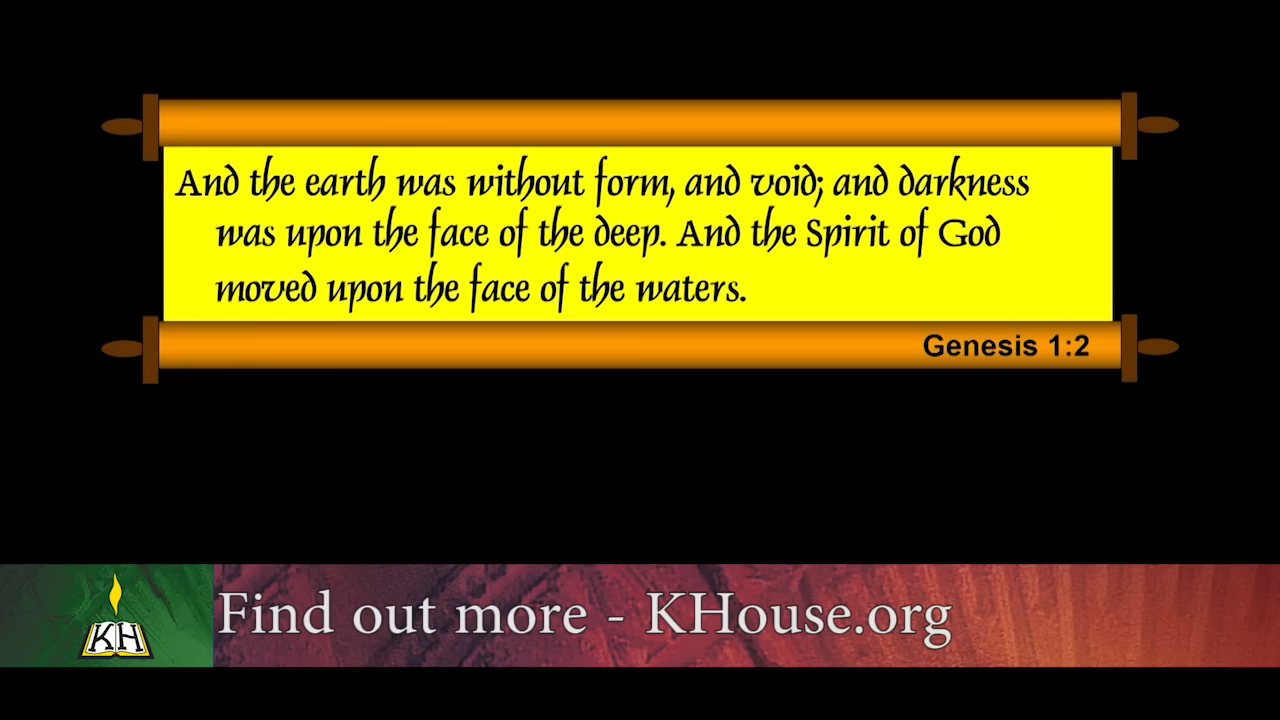 And the earth was without form, and void; and darkness
was upon the face of the deep. And the Spirit of God
moved upon the face of the waters.
Genesis 1:2
KH
Find out more - KHouse.org